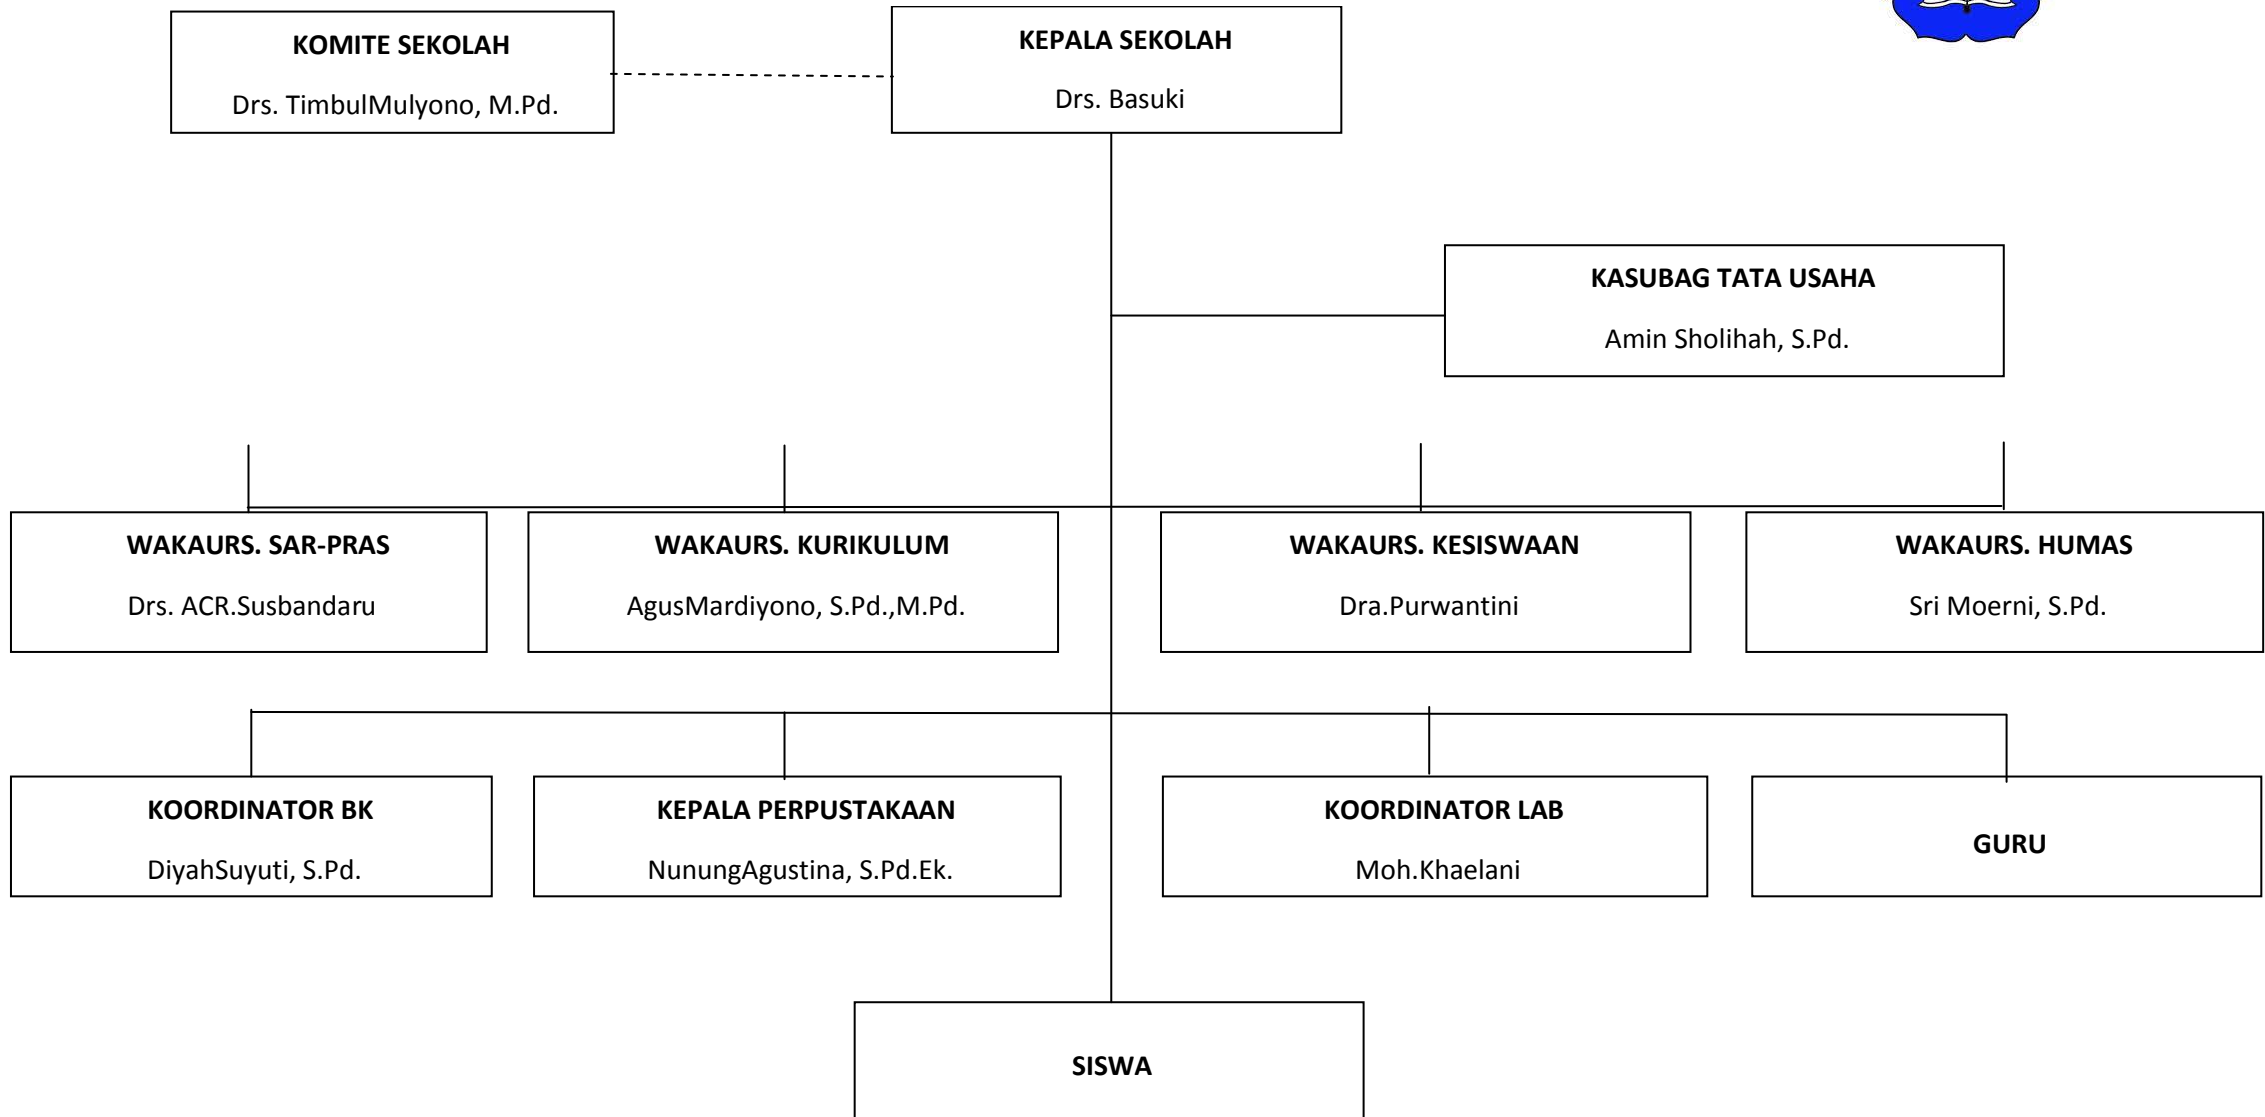 KOMITE SEKOLAH
Drs. TimbulMulyono, M.Pd.
KEPALA SEKOLAH
Drs. Basuki
KASUBAG TATA USAHA
Amin Sholihah, S.Pd.
WAKAURS. SAR-PRAS
Drs. ACR.Susbandaru
WAKAURS. KURIKULUM
AgusMardiyono, S.Pd.,M.Pd.
WAKAURS. KESISWAAN
Dra.Purwantini
WAKAURS. HUMAS
Sri Moerni, S.Pd.
KOORDINATOR BK
DiyahSuyuti, S.Pd.
KEPALA PERPUSTAKAAN
NunungAgustina, S.Pd.Ek.
KOORDINATOR LAB
Moh.Khaelani
GURU
SISWA